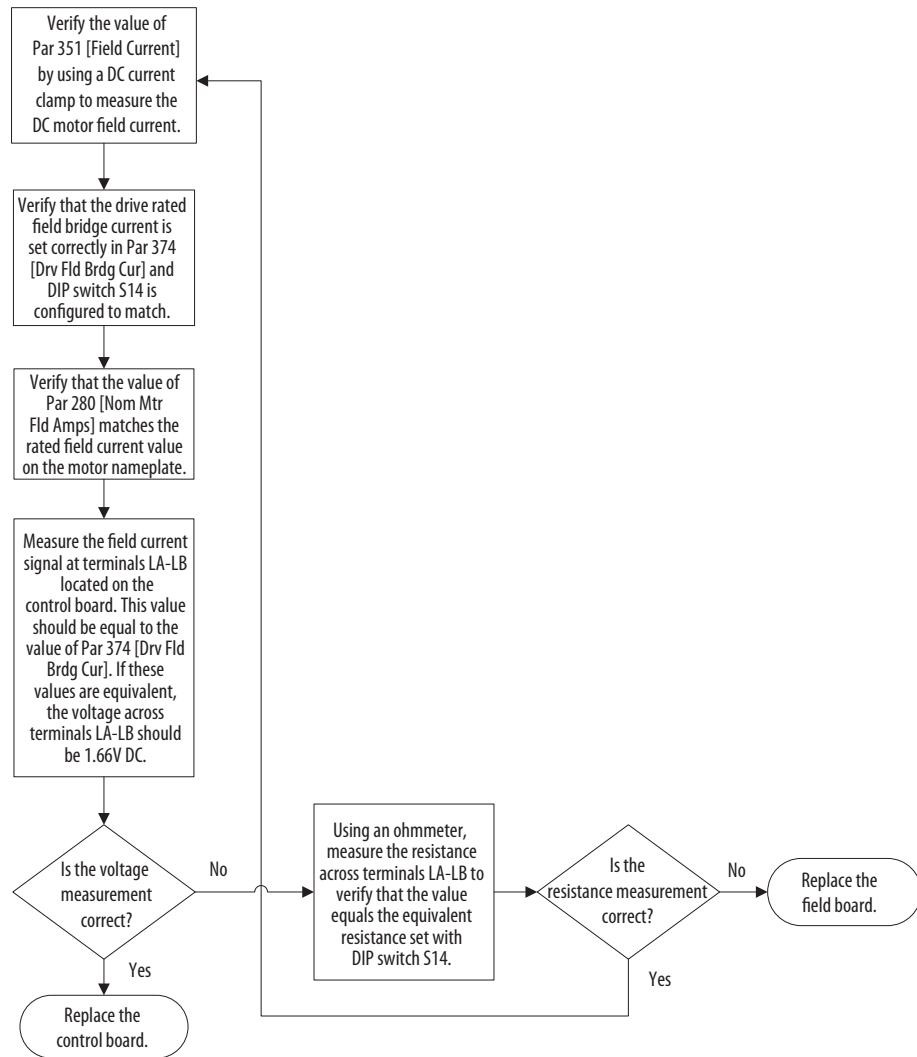 Verify the value of
Par 351 [Field Current]
by using a DC current
clamp to measure the
DC motor field current.
Verify that the drive rated
field bridge current is
set correctly in Par 374
[Drv Fld Brdg Cur] and
DIP switch S14 is
configured to match.
Verify that the value of
Par 280 [Nom Mtr
Fld Amps] matches the
rated field current value
on the motor nameplate.
Measure the field current
signal at terminals LA-LB
located on the
control board. This value
should be equal to the
value of Par 374 [Drv Fld
Brdg Cur]. If these
values are equivalent,
the voltage across
terminals LA-LB should
be 1.66V DC.
Is the voltage
measurement
correct?
No
Yes
Replace the
control board.
Using an ohmmeter,
measure the resistance
across terminals LA-LB to
verify that the value
equals the equivalent
resistance set with
DIP switch S14.
Is the
resistance measurement
correct?
No
Yes
Replace the
field board.